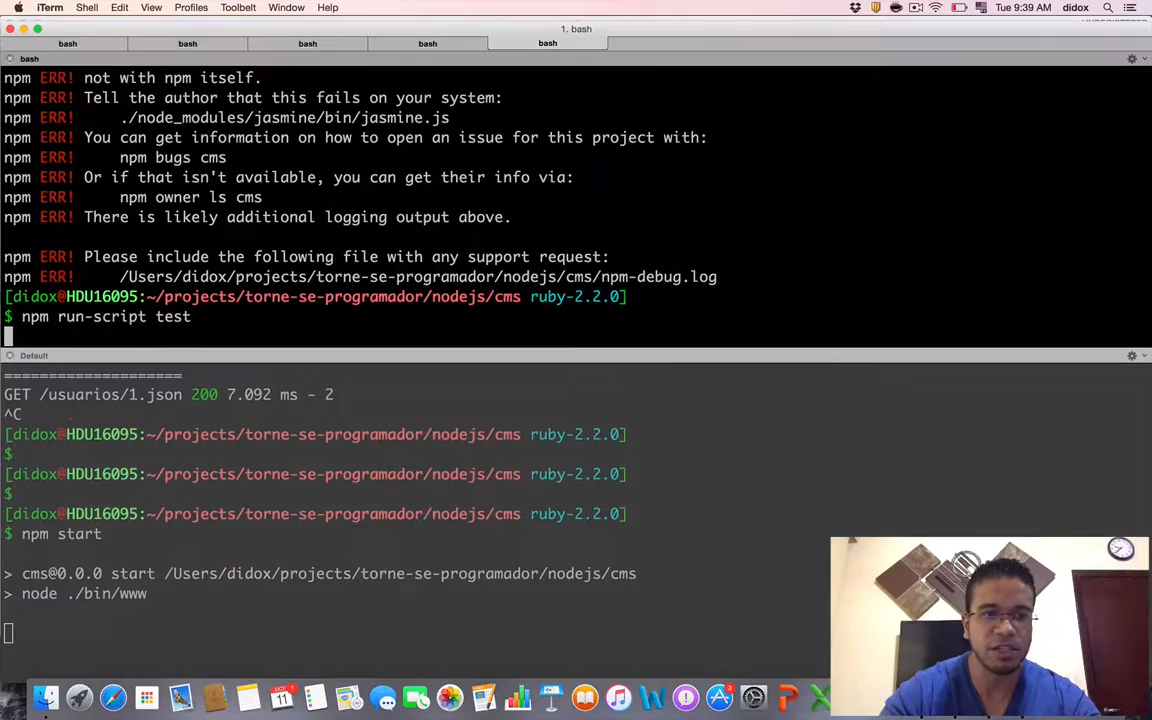 iTerm Shell Edit View Profiles Toolbelt Window Help Tue 9:39 AM didox
1. bash
bash bash bash bash bash
bash
npm ERR! not with npm itself.
npm ERR! Tell the author that this fails on your system:
npm ERR! ./node_modules/jasmine/bin/jasmine.js
npm ERR! You can get information on how to open an issue for this project with:
npm ERR! npm bugs cms
npm ERR! Or if that isn't available, you can get their info via:
npm ERR! npm owner ls cms
npm ERR! There is likely additional logging output above.
npm ERR! Please include the following file with any support request:
npm ERR! /Users/didox/projects/torne-se-programador/nodejs/cms/npm-debug.log
[didox@HDU16095:~/projects/torne-se-programador/nodejs/cms ruby-2.2.0]
$ npm run-script test
Default
====================
GET /usuarios/1.json 200 7.092 ms - 2
^C
[didox@HDU16095:~/projects/torne-se-programador/nodejs/cms ruby-2.2.0]
$
[didox@HDU16095:~/projects/torne-se-programador/nodejs/cms ruby-2.2.0]
$
[didox@HDU16095:~/projects/torne-se-programador/nodejs/cms ruby-2.2.0]
$ npm start
> cms@0.0.0 start /Users/didox/projects/torne-se-programador/nodejs/cms
> node ./bin/www